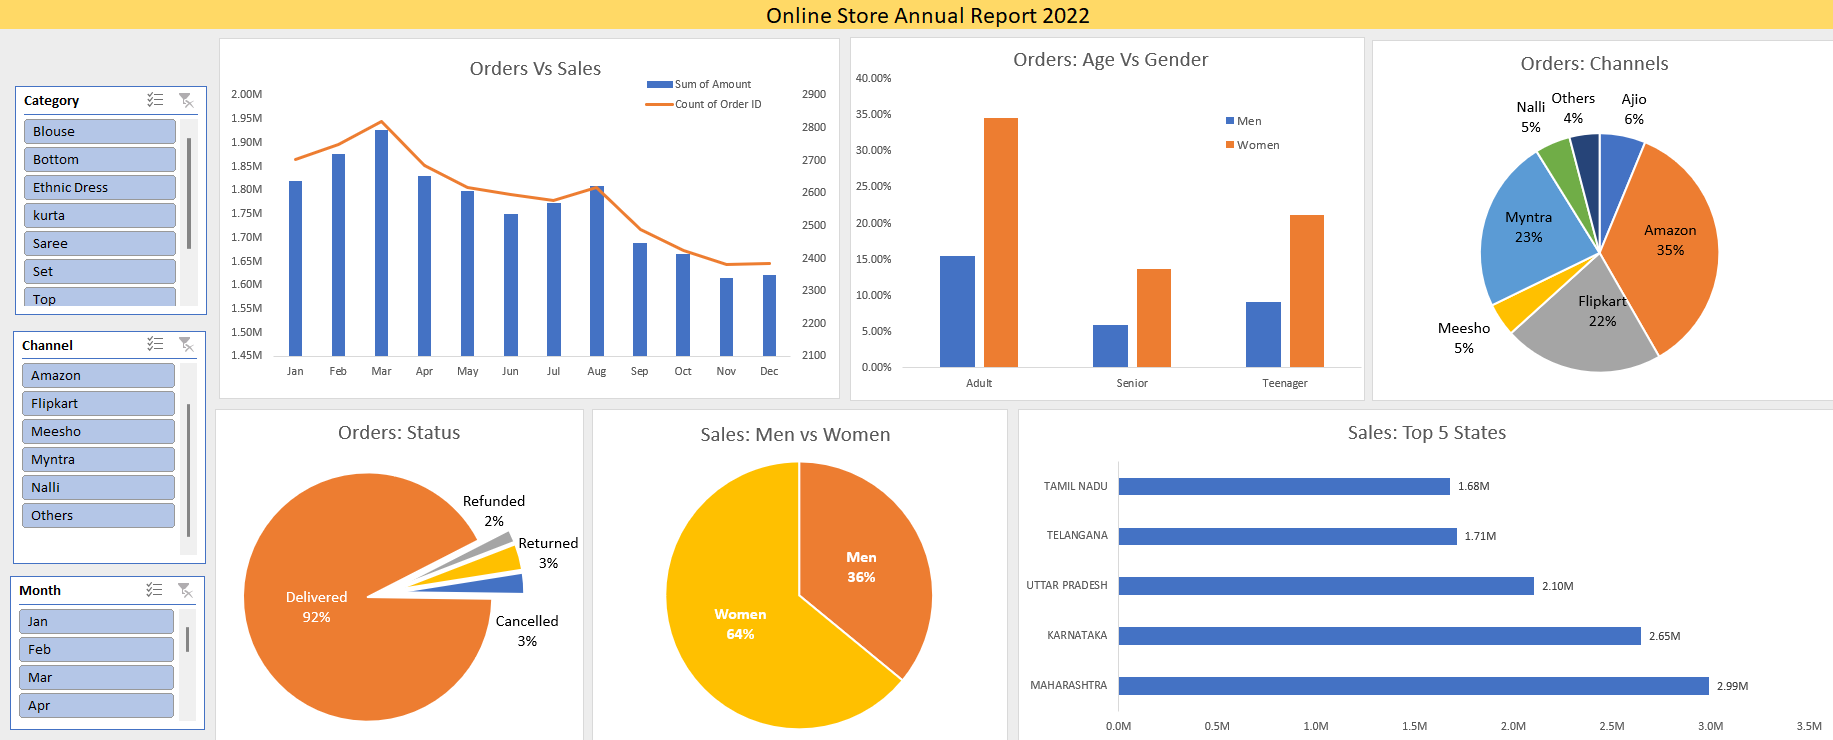 Online Store Annual Report 2022
Category
Blouse
Bottom
Ethnic Dress
kurta
Saree
Set
Top
Channel
Amazon
Flipkart
Meesho
Myntra
Nalli
Others
Month
Jan
Feb
Mar
Apr
Orders Vs Sales
Sum of Amount
Count of Order ID
2.00M
1.95M
1.90M
1.85M
1.80M
1.75M
1.70M
1.65M
1.60M
1.55M
1.50M
1.45M
2900
2800
2700
2600
2500
2400
2300
2200
2100
Jan Feb Mar Apr May Jun Jul Aug Sep Oct Nov Dec
Orders: Age Vs Gender
40.00%
35.00%
30.00%
25.00%
20.00%
15.00%
10.00%
5.00%
0.00%
Men
Women
Adult Senior Teenager
Orders: Channels
Nalli
5%
Others
4%
Ajio
6%
Myntra
23%
Amazon
35%
Flipkart
22%
Meesho
5%
Orders: Status
Refunded
2%
Returned
3%
Delivered
92%
Cancelled
3%
Sales: Men vs Women
Men
36%
Women
64%
Sales: Top 5 States
TAMIL NADU 1.68M
TELANGANA 1.71M
UTTAR PRADESH 2.10M
KARNATAKA 2.65M
MAHARASHTRA 2.99M
0.0M 0.5M 1.0M 1.5M 2.0M 2.5M 3.0M 3.5M